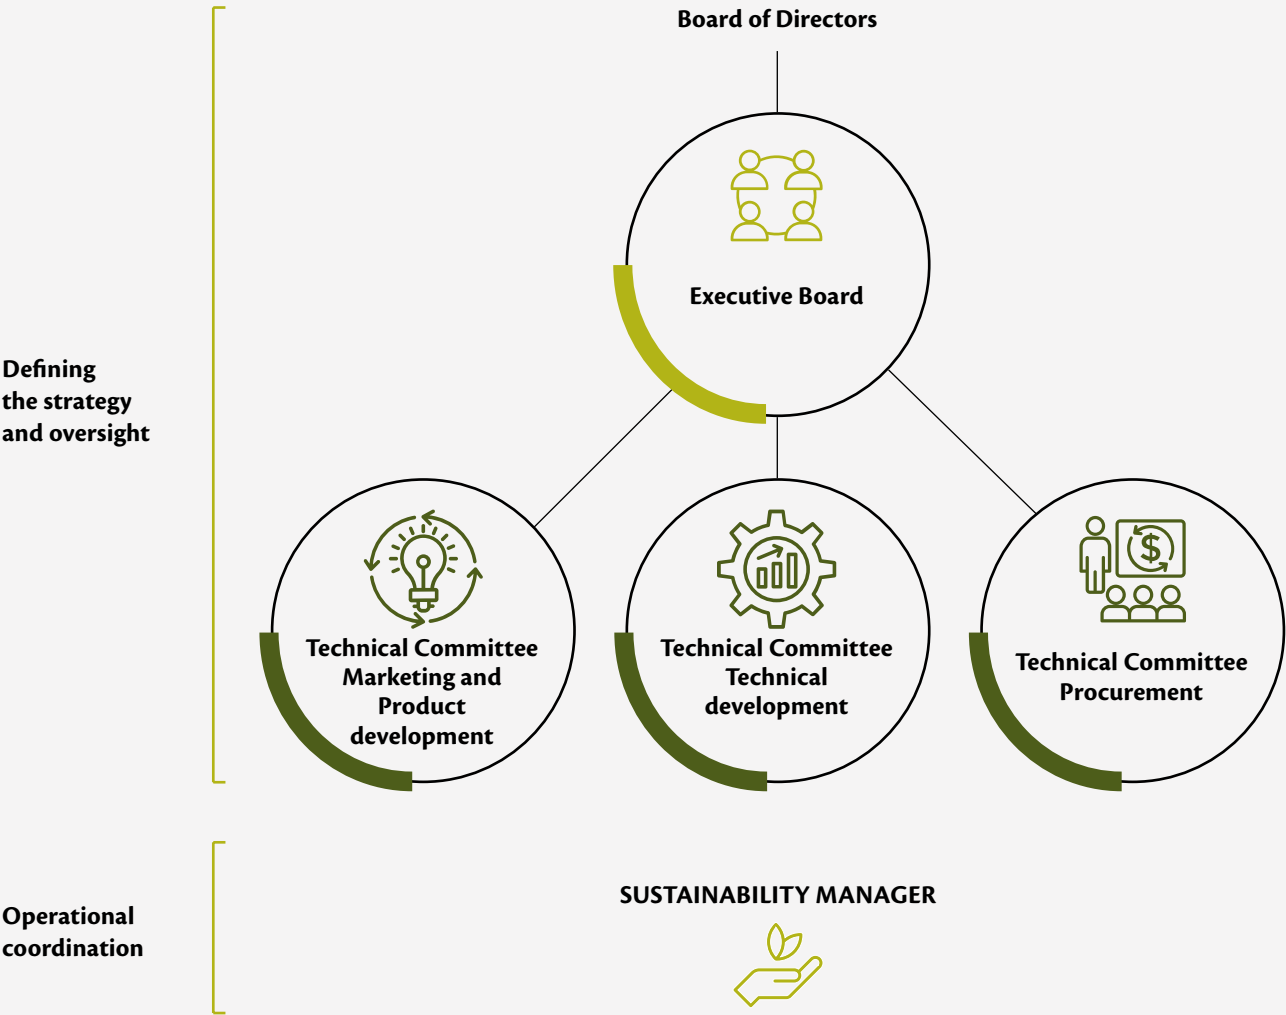 Board of Directors
Executive Board
Defining
the strategy
and oversight
Technical Committee
Marketing and
Product
development
Technical Committee
Technical
development
Technical Committee
Procurement
$
Operational
coordination
SUSTAINABILITY MANAGER